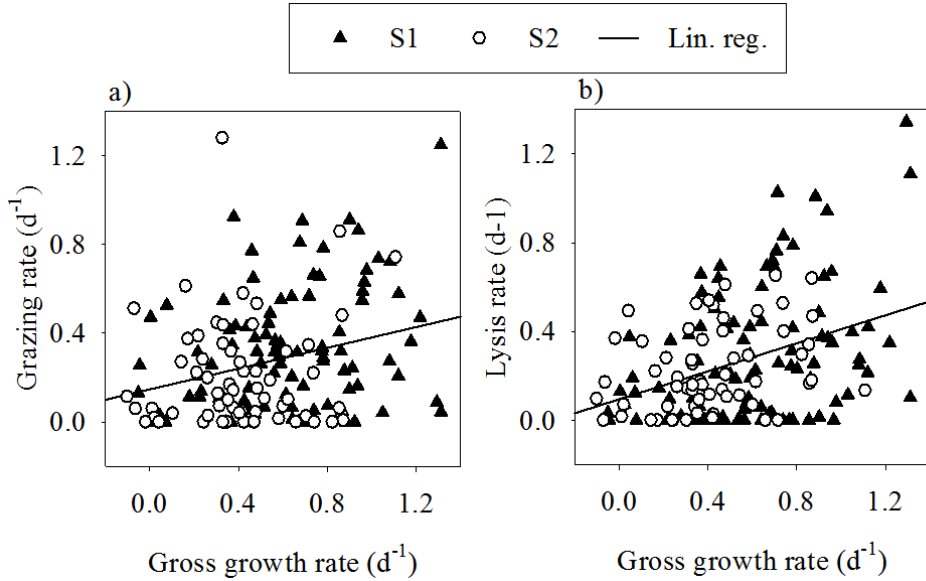 S1 S2 Lin. reg.
a) b)
Grazing rate (d⁻¹)
1.2
0.8
0.4
0.0
0.0 0.4 0.8 1.2
Gross growth rate (d⁻¹)
Lysis rate (d-1)
1.2
0.8
0.4
0.0
0.0 0.4 0.8 1.2
Gross growth rate (d⁻¹)